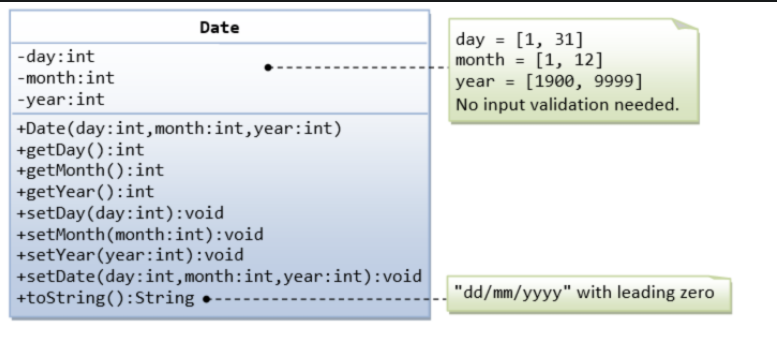 Date
-day:int
-month:int
-year:int
+Date(day:int,month:int,year:int)
+getDay():int
+getMonth():int
+getYear():int
+setDay(day:int):void
+setMonth(month:int):void
+setYear(year:int):void
+setDate(day:int,month:int,year:int):void
+toString():String
day = [1, 31]
month = [1, 12]
year = [1900, 9999]
No input validation needed.
"dd/mm/yyyy" with leading zero